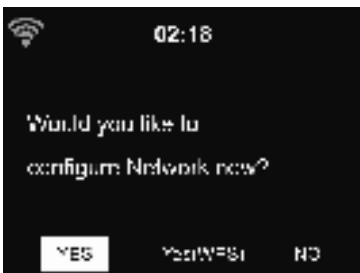 02:18
Would you like to
configure Network now?
YES Yes(WPS) NO